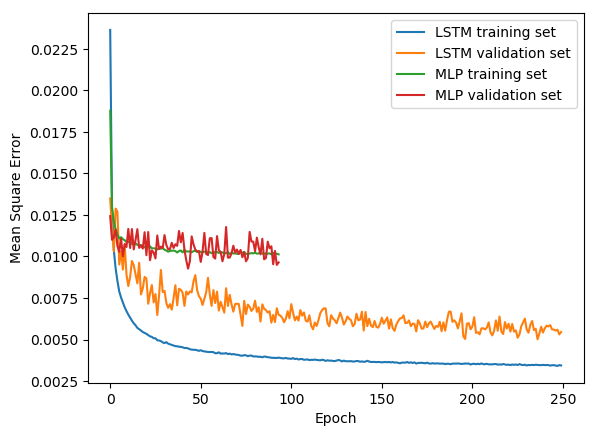 LSTM training set
LSTM validation set
MLP training set
MLP validation set
Mean Square Error
0.0225
0.0200
0.0175
0.0150
0.0125
0.0100
0.0075
0.0050
0.0025
0 50 100 150 200 250
Epoch